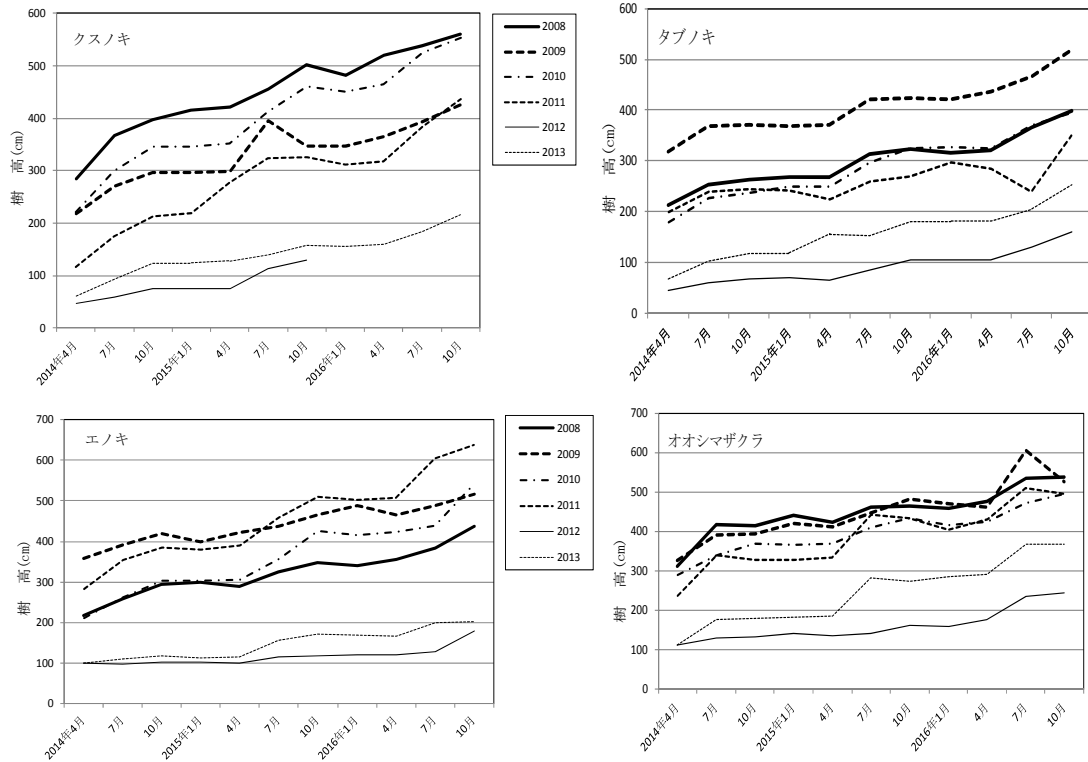 クスノキ
600
500
400
300
200
100
0
樹 高(cm)
2014年4月
7月
10月
2015年1月
4月
7月
10月
2016年1月
4月
7月
10月
2008
2009
2010
2011
2012
2013
タブノキ
600
500
400
300
200
100
0
樹 高(cm)
2014年4月
7月
10月
2015年1月
4月
7月
10月
2016年1月
4月
7月
10月
エノキ
700
600
500
400
300
200
100
0
樹 高(cm)
2014年4月
7月
10月
2015年1月
4月
7月
10月
2016年1月
4月
7月
10月
2008
2009
2010
2011
2012
2013
オオシマザクラ
700
600
500
400
300
200
100
0
樹 高(cm)
2014年4月
7月
10月
2015年1月
4月
7月
10月
2016年1月
4月
7月
10月